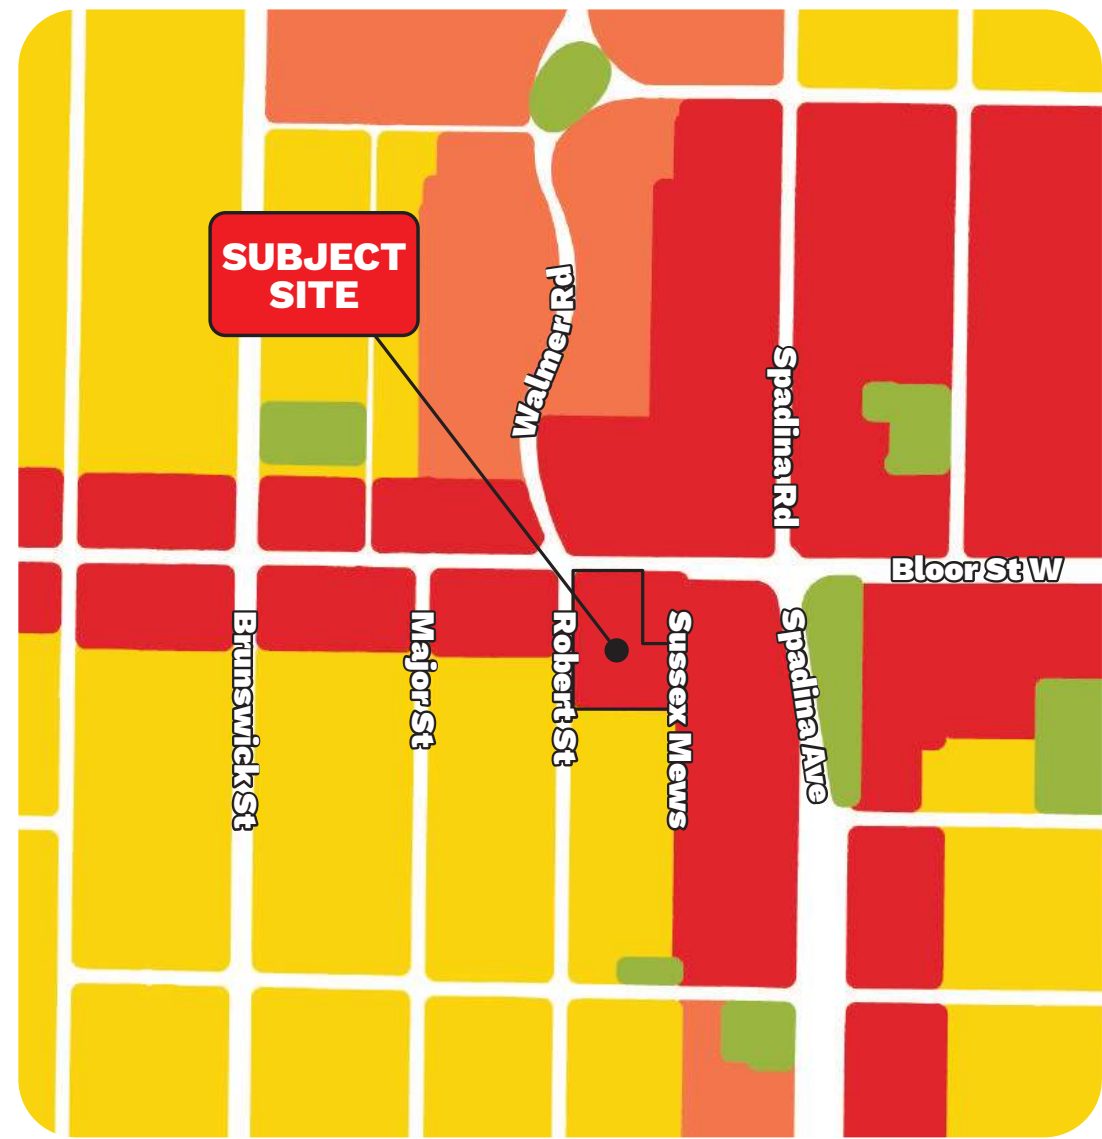 SUBJECT
SITE
Walmer Rd
Spadina Rd
Bloor St W
Brunswick St
Major St
Robert St
Sussex Mews
Spadina Ave